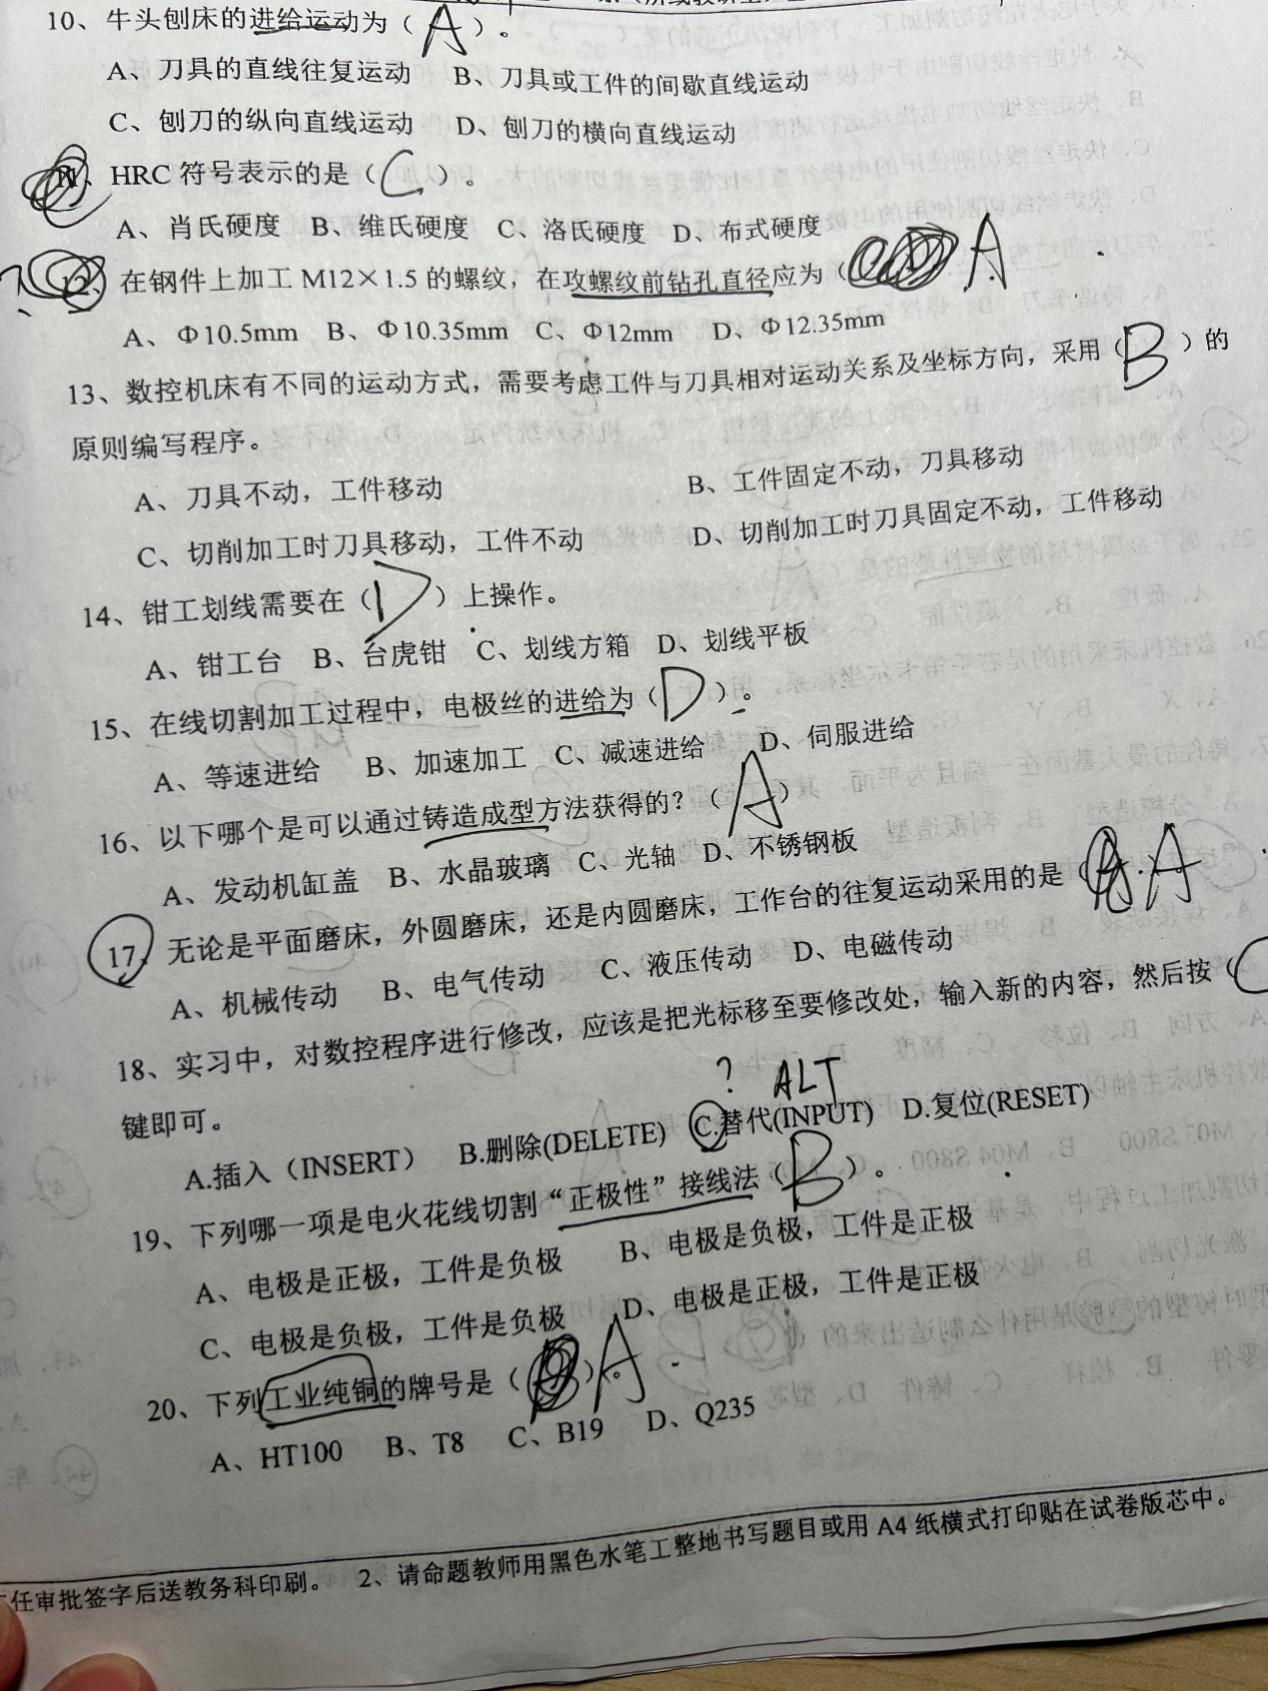 10、牛头刨床的进给运动为（ A ）。
A、刀具的直线往复运动 B、刀具或工件的间歇直线运动
C、刨刀的纵向直线运动 D、刨刀的横向直线运动
11、HRC 符号表示的是（ C ）。
A、肖氏硬度 B、维氏硬度 C、洛氏硬度 D、布式硬度
12、在钢件上加工 M12×1.5 的螺纹，在攻螺纹前钻孔直径应为（ A
A、Φ10.5mm B、Φ10.35mm C、Φ12mm D、Φ12.35mm
13、数控机床有不同的运动方式，需要考虑工件与刀具相对运动关系及坐标方向，采用（ B ）的
原则编写程序。
A、刀具不动，工件移动 B、工件固定不动，刀具移动
C、切削加工时刀具移动，工件不动 D、切削加工时刀具固定不动，工件移动
14、钳工划线需要在（ D ）上操作。
A、钳工台 B、台虎钳 C、划线方箱 D、划线平板
15、在线切割加工过程中，电极丝的进给为（ D ）。
A、等速进给 B、加速加工 C、减速进给 D、伺服进给
16、以下哪个是可以通过铸造成型方法获得的？（ A ）
A、发动机缸盖 B、水晶玻璃 C、光轴 D、不锈钢板
17、无论是平面磨床，外圆磨床，还是内圆磨床，工作台的往复运动采用的是（ A
A、机械传动 B、电气传动 C、液压传动 D、电磁传动
18、实习中，对数控程序进行修改，应该是把光标移至要修改处，输入新的内容，然后按（ C
键即可。
? ALT
A.插入（INSERT） B.删除(DELETE) C.替代(INPUT) D.复位(RESET)
19、下列哪一项是电火花线切割“正极性”接线法（ B ）。
A、电极是正极，工件是负极 B、电极是负极，工件是正极
C、电极是负极，工件是负极 D、电极是正极，工件是正极
20、下列工业纯铜的牌号是（ ）A。
A、HT100 B、T8 C、B19 D、Q235
任审批签字后送教务科印刷。 2、请命题教师用黑色水笔工整地书写题目或用 A4 纸横式打印贴在试卷版芯中。